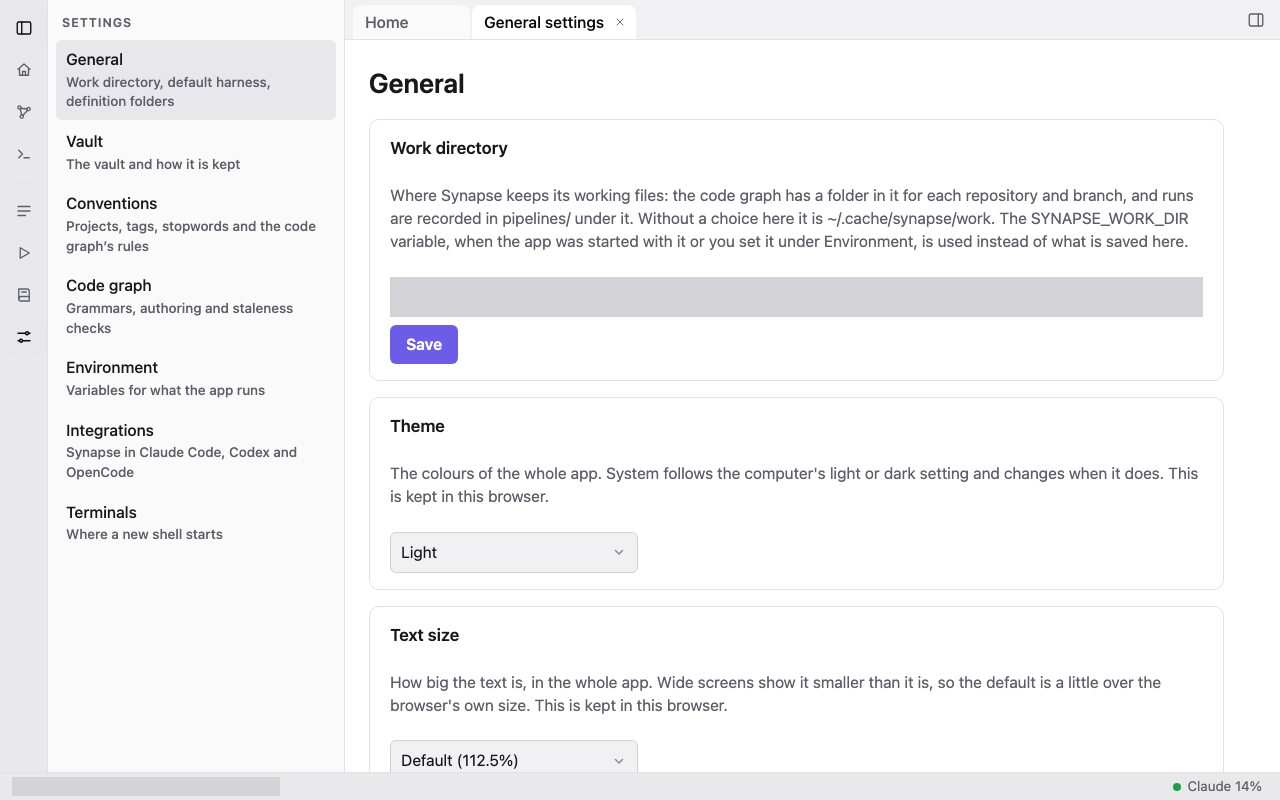 SETTINGS
General
Work directory, default harness,
definition folders
Vault
The vault and how it is kept
Conventions
Projects, tags, stopwords and the code
graph’s rules
Code graph
Grammars, authoring and staleness
checks
Environment
Variables for what the app runs
Integrations
Synapse in Claude Code, Codex and
OpenCode
Terminals
Where a new shell starts
Home
General settings
General
Work directory
Where Synapse keeps its working files: the code graph has a folder in it for each repository and branch, and runs
are recorded in pipelines/ under it. Without a choice here it is ~/.cache/synapse/work. The SYNAPSE_WORK_DIR
variable, when the app was started with it or you set it under Environment, is used instead of what is saved here.
Save
Theme
The colours of the whole app. System follows the computer's light or dark setting and changes when it does. This
is kept in this browser.
Light
Text size
How big the text is, in the whole app. Wide screens show it smaller than it is, so the default is a little over the
browser's own size. This is kept in this browser.
Default (112.5%)
Claude 14%